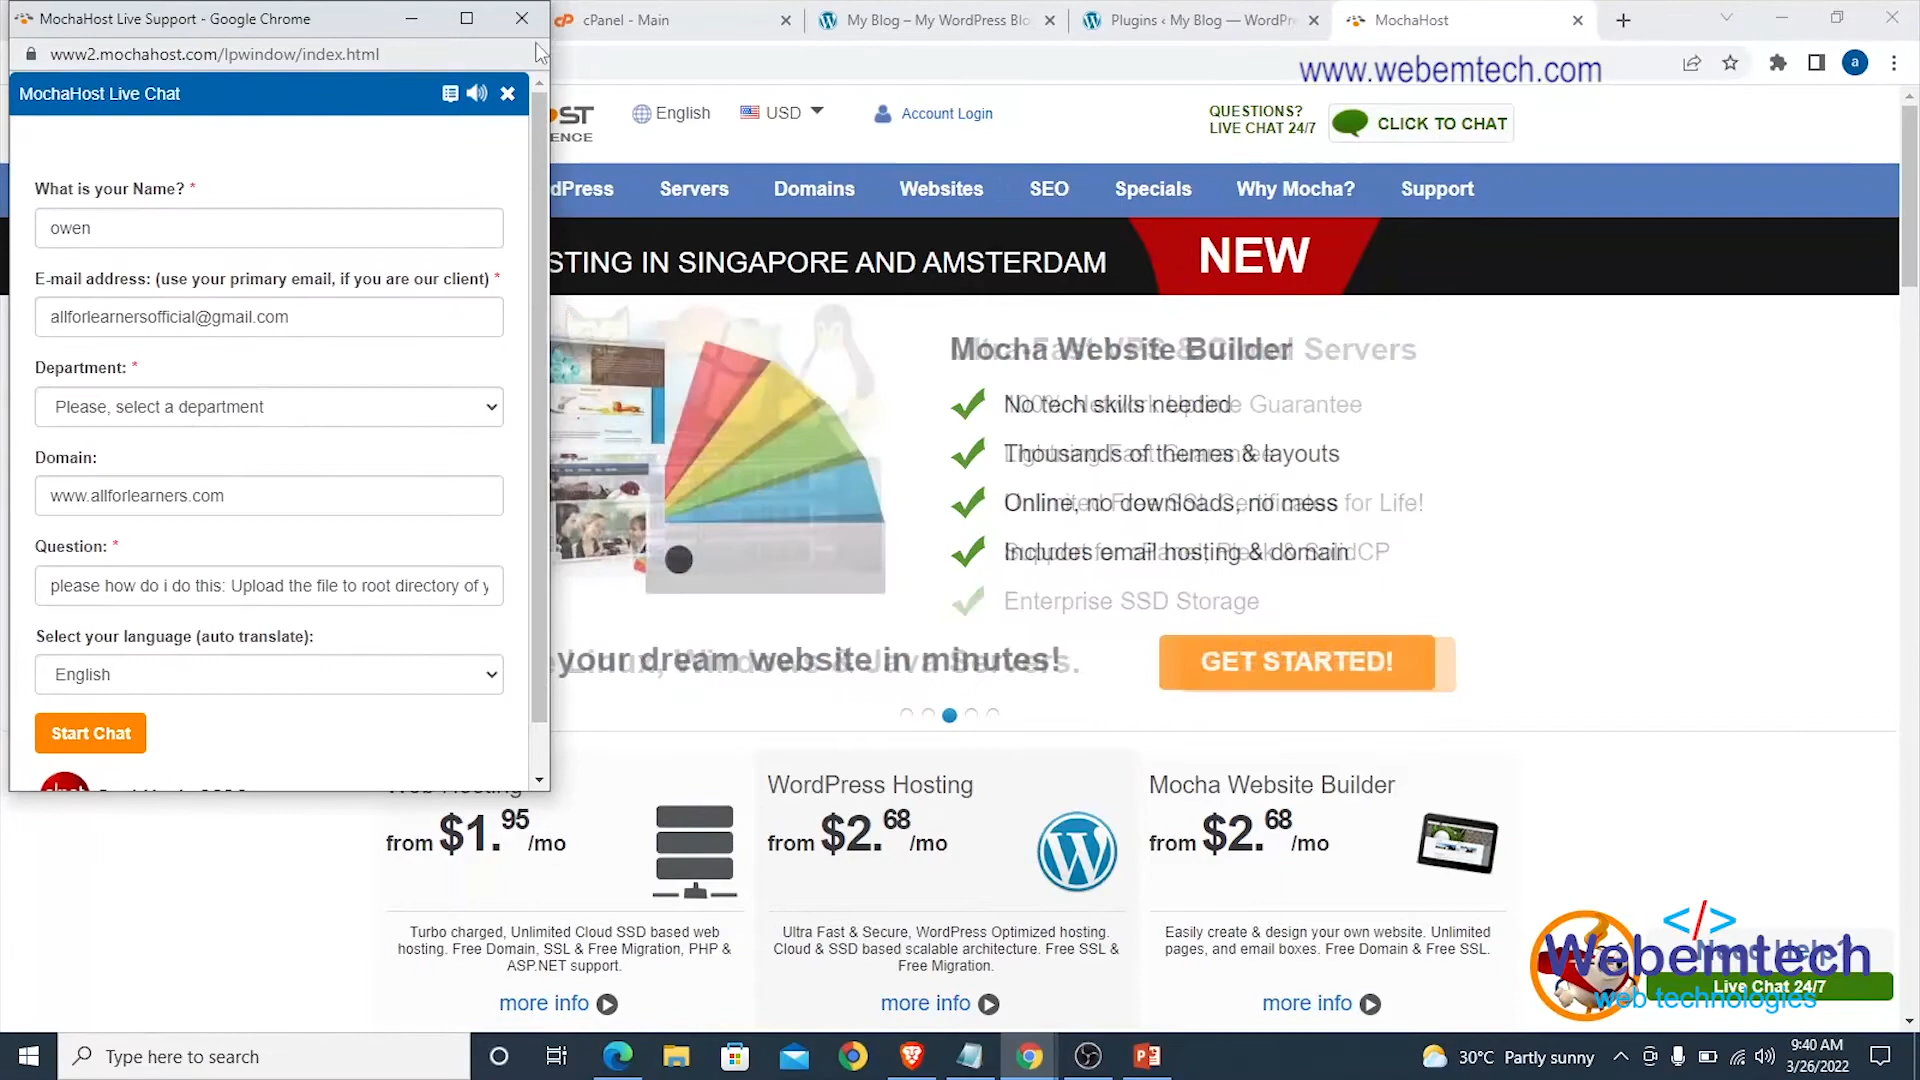 MochaHost Live Support - Google Chrome
www2.mochahost.com/lpwindow/index.html
MochaHost Live Chat
What is your Name? *
owen
E-mail address: (use your primary email, if you are our client) *
allforlearnersofficial@gmail.com
Department: *
Please, select a department
Domain:
www.allforlearners.com
Question: *
please how do i do this: Upload the file to root directory of y
Select your language (auto translate):
English
Start Chat
cPanel - Main
My Blog – My WordPress Blo
Plugins ‹ My Blog — WordPre
MochaHost
www.webemtech.com
a
English
USD
Account Login
QUESTIONS?
LIVE CHAT 24/7
CLICK TO CHAT
dPress
Servers
Domains
Websites
SEO
Specials
Why Mocha?
Support
STING IN SINGAPORE AND AMSTERDAM
NEW
Mocha Website Builder
No tech skills needed
Thousands of themes & layouts
Online, no downloads, no mess
Includes email hosting & domain
Enterprise SSD Storage
your dream website in minutes!
GET STARTED!
Web Hosting
from $1.95/mo
Turbo charged, Unlimited Cloud SSD based web
hosting. Free Domain, SSL & Free Migration, PHP &
ASP.NET support.
more info
WordPress Hosting
from $2.68/mo
Ultra Fast & Secure, WordPress Optimized hosting.
Cloud & SSD based scalable architecture. Free SSL &
Free Migration.
more info
Mocha Website Builder
from $2.68/mo
Easily create & design your own website. Unlimited
pages, and email boxes. Free Domain & Free SSL.
more info
</>
Need Help?
Webemtech
Live Chat 24/7
web technologies
Type here to search
30°C Partly sunny
9:40 AM
3/26/2022